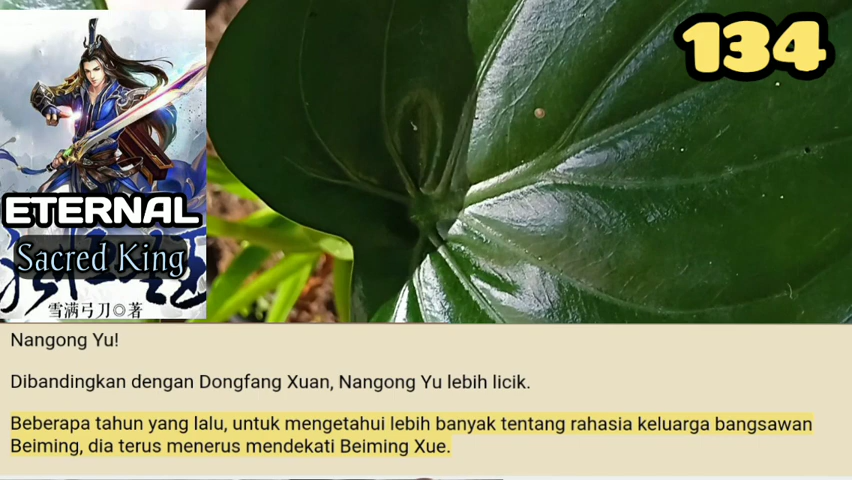 134
ETERNAL
Sacred King
雪满弓刀◎著
Nangong Yu!
Dibandingkan dengan Dongfang Xuan, Nangong Yu lebih licik.
Beberapa tahun yang lalu, untuk mengetahui lebih banyak tentang rahasia keluarga bangsawan
Beiming, dia terus menerus mendekati Beiming Xue.